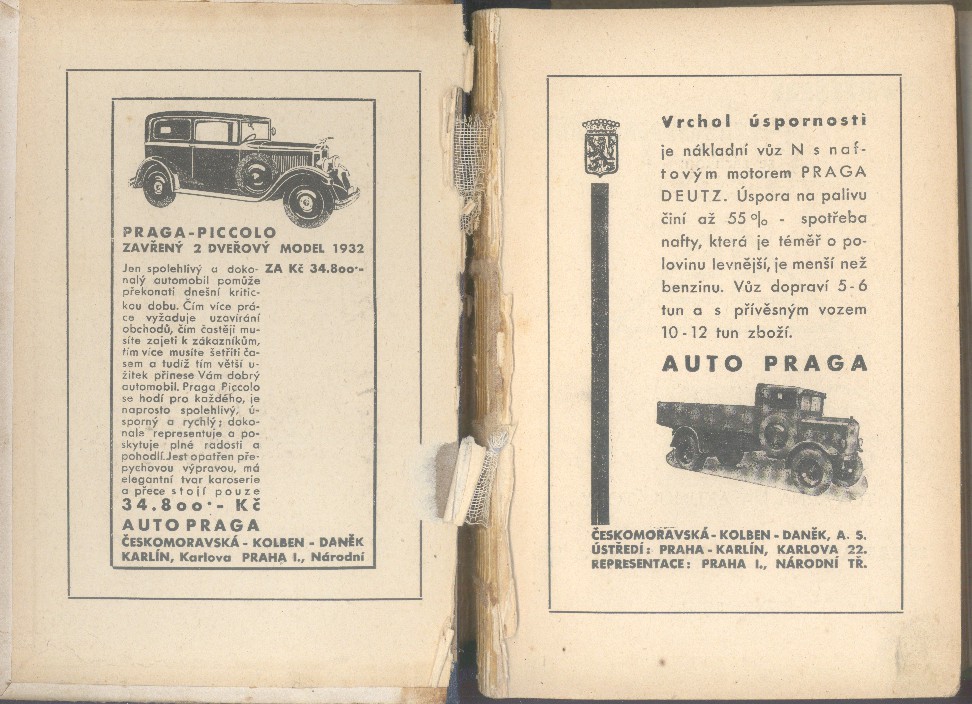 PRAGA-PICCOLO
ZAVŘENÝ 2 DVEŘOVÝ MODEL 1932
ZA Kč 34.800·-
Jen spolehlivý a doko-
nalý automobil pomůže
překonati dnešní kritic-
kou dobu. Čím více prá-
ce vyžaduje uzavírání
obchodů, čím častěji mu-
síte zajeti k zákazníkům,
tím více musíte šetřiti ča-
sem a tudíž tím větší u-
žitek přinese Vám dobrý
automobil. Praga Piccolo
se hodí pro každého, je
naprosto spolehlivý, ú-
sporný a rychlý; doko-
nale representuje a po-
skytuje plné radosti a
pohodlí. Jest opatřen pře-
pychovou výpravou, má
elegantní tvar karoserie
a přece stojí pouze
34.800·- Kč
AUTO PRAGA
ČESKOMORAVSKÁ - KOLBEN - DANĚK
KARLÍN, Karlova PRAHA I., Národní
Vrchol úspornosti
je nákladní vůz N s naf-
tovým motorem PRAGA
DEUTZ. Úspora na palivu
činí až 55% - spotřeba
nafty, která je téměř o po-
lovinu levnější, je menší než
benzinu. Vůz dopraví 5-6
tun a s přívěsným vozem
10-12 tun zboží.
AUTO PRAGA
ČESKOMORAVSKÁ - KOLBEN - DANĚK, A. S.
ÚSTŘEDÍ: PRAHA - KARLÍN, KARLOVA 22.
REPRESENTACE: PRAHA I., NÁRODNÍ TŘ.